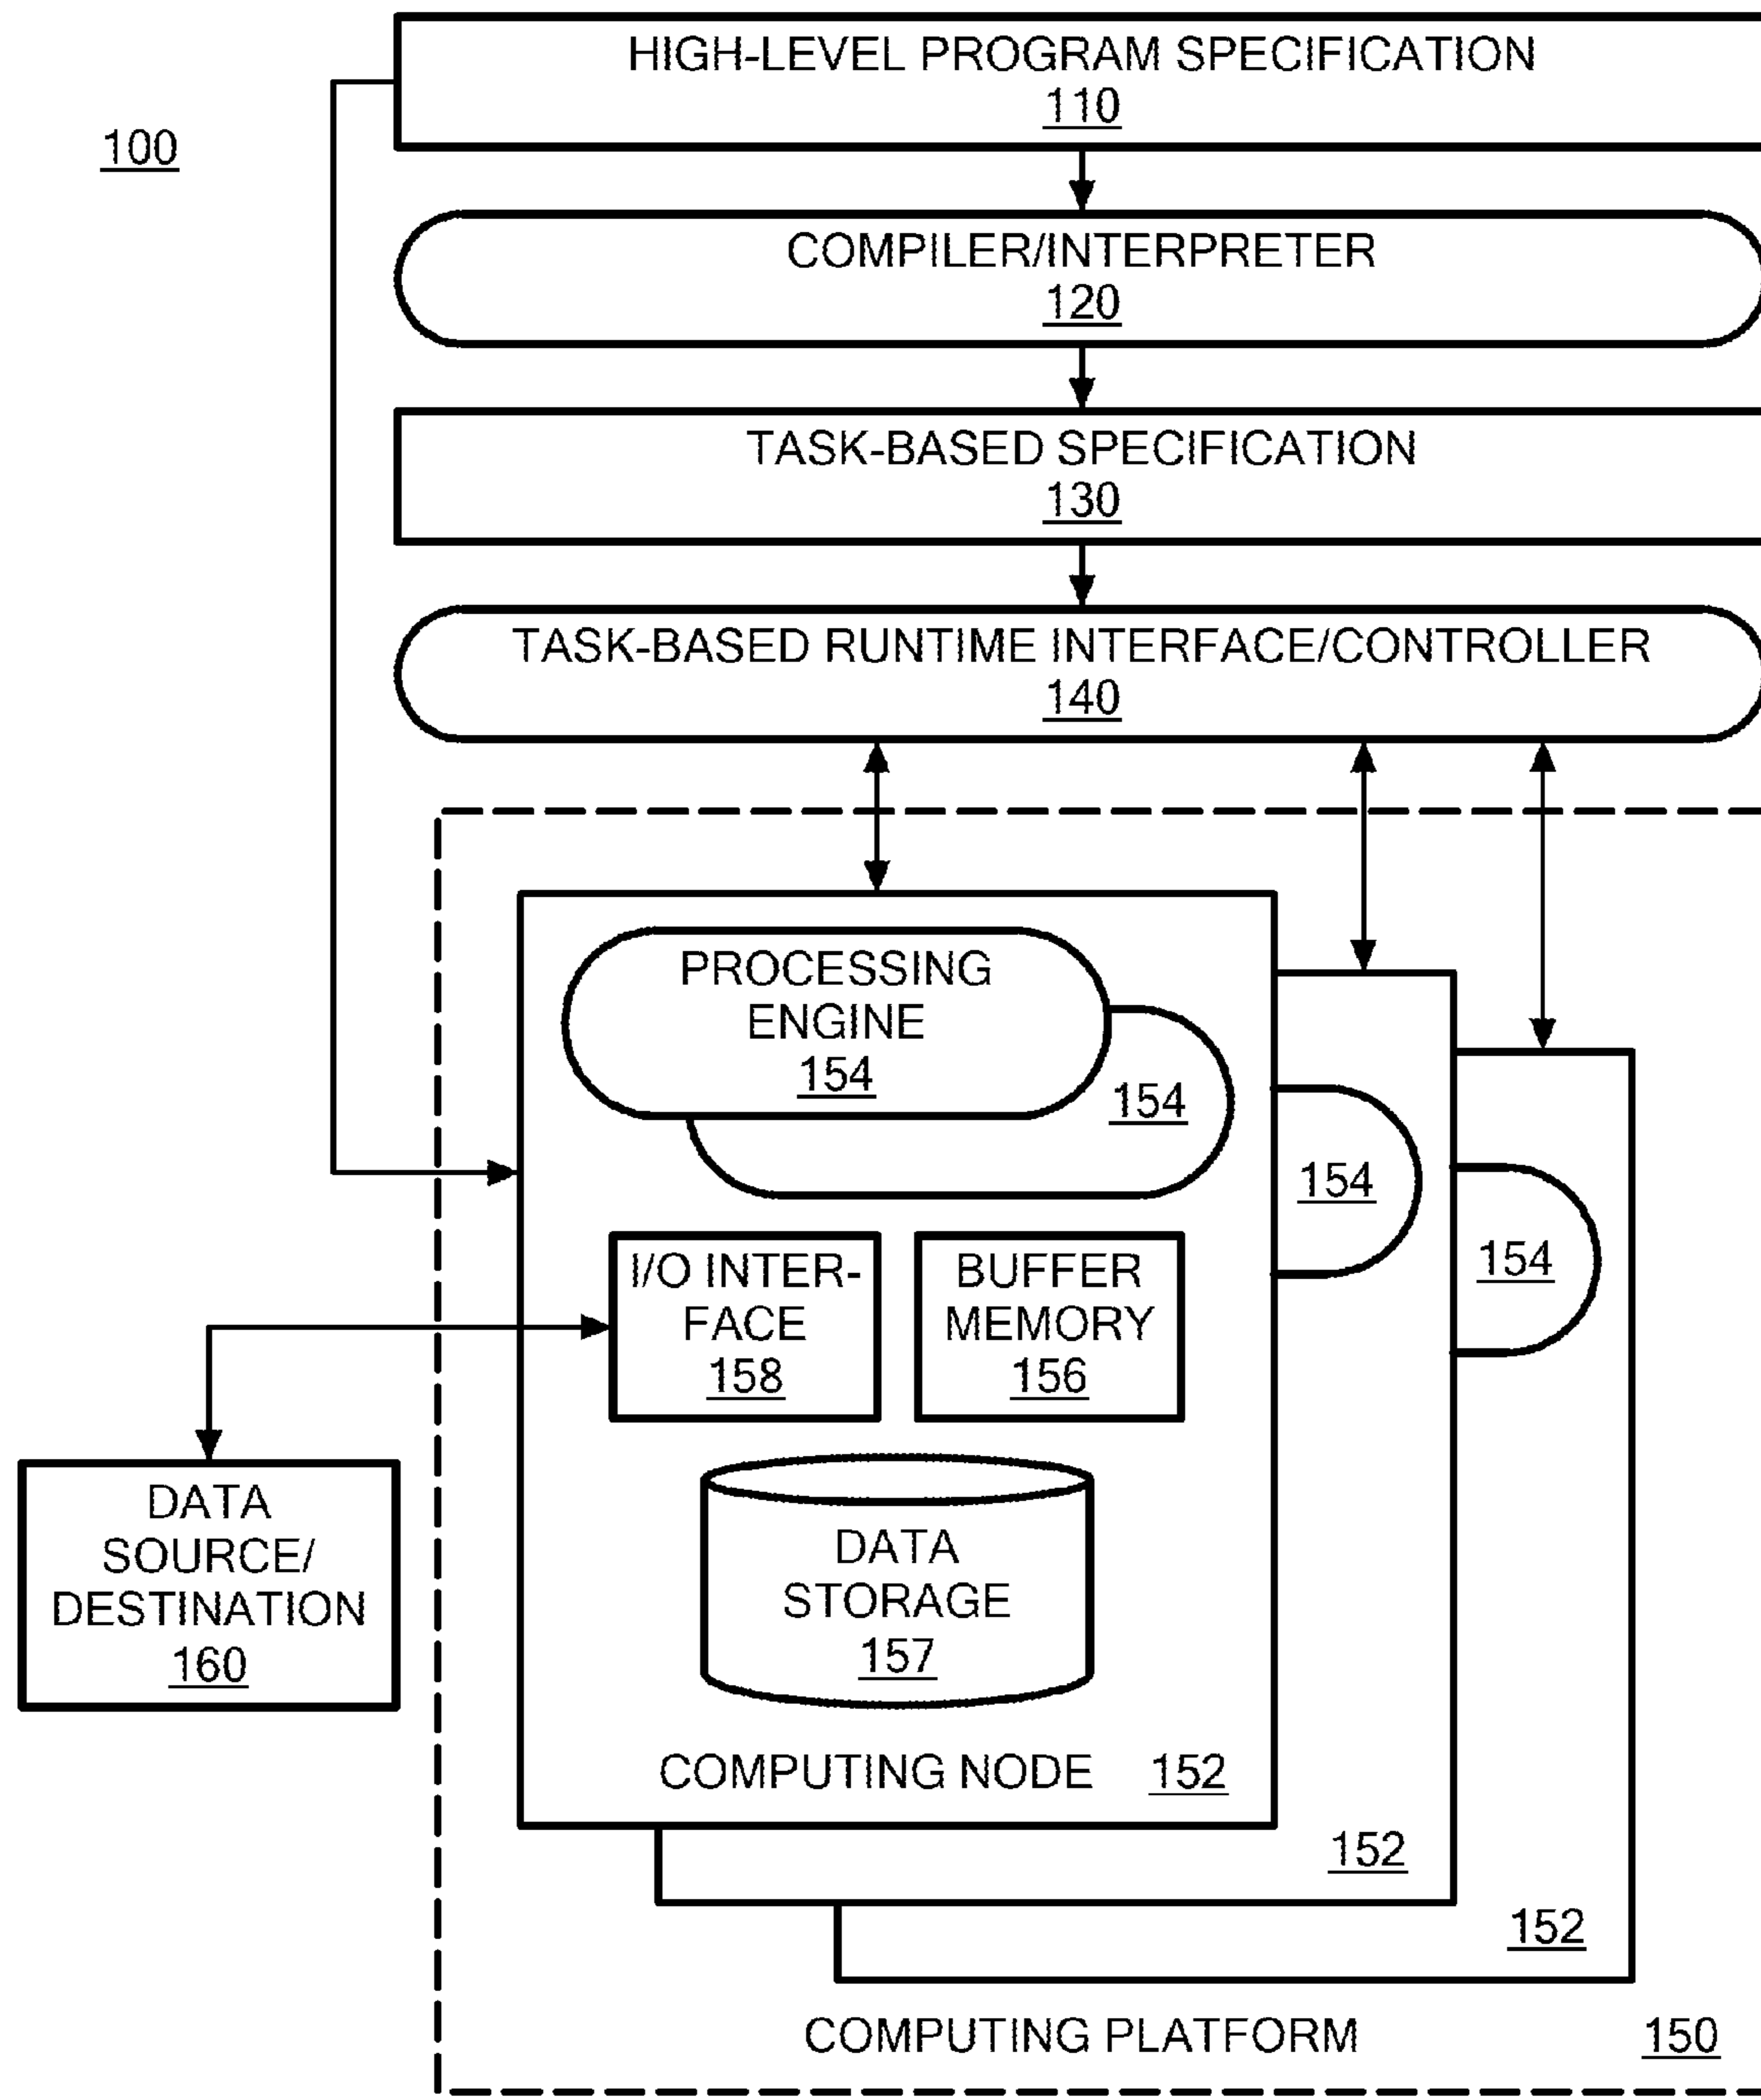 HIGH-LEVEL PROGRAM SPECIFICATION
110
100
COMPILER/INTERPRETER
120
TASK-BASED SPECIFICATION
130
TASK-BASED RUNTIME INTERFACE/CONTROLLER
140
PROCESSING
ENGINE
154
154
154
154
I/O INTER-
FACE
158
BUFFER
MEMORY
156
DATA
SOURCE/
DESTINATION
160
DATA
STORAGE
157
COMPUTING NODE 152
152
152
COMPUTING PLATFORM 150